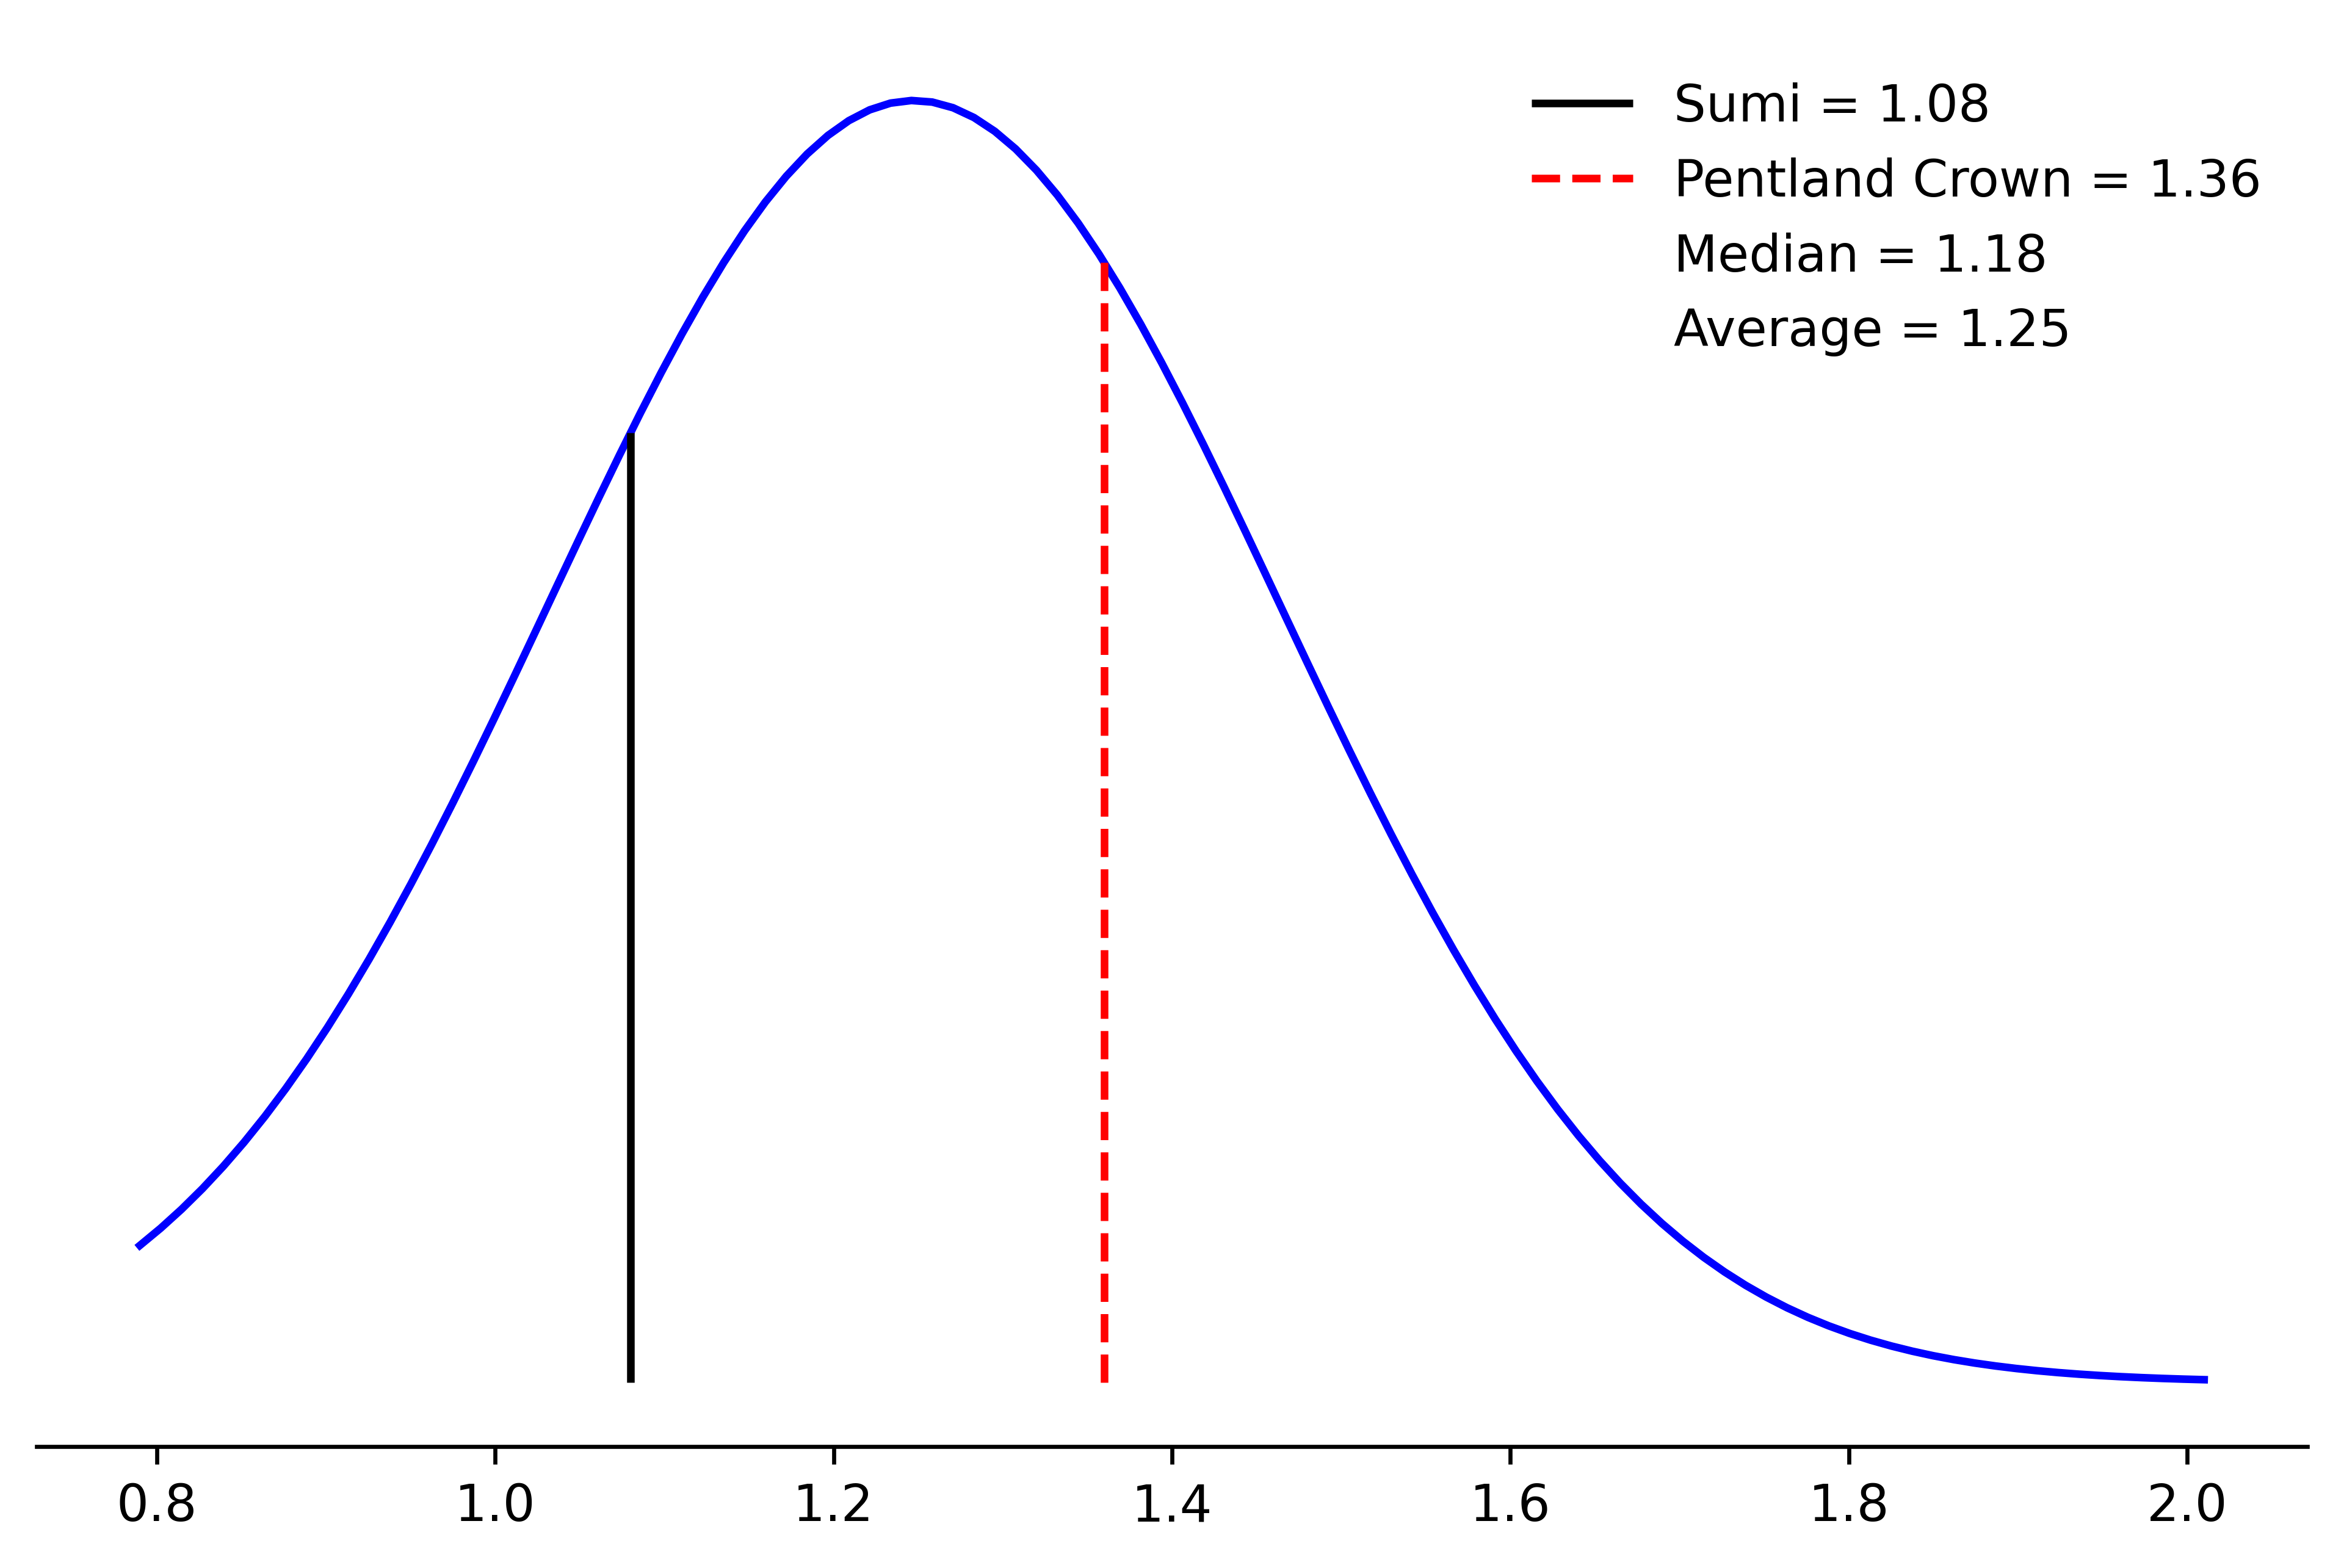 Sumi = 1.08
Pentland Crown = 1.36
Median = 1.18
Average = 1.25
0.8 1.0 1.2 1.4 1.6 1.8 2.0